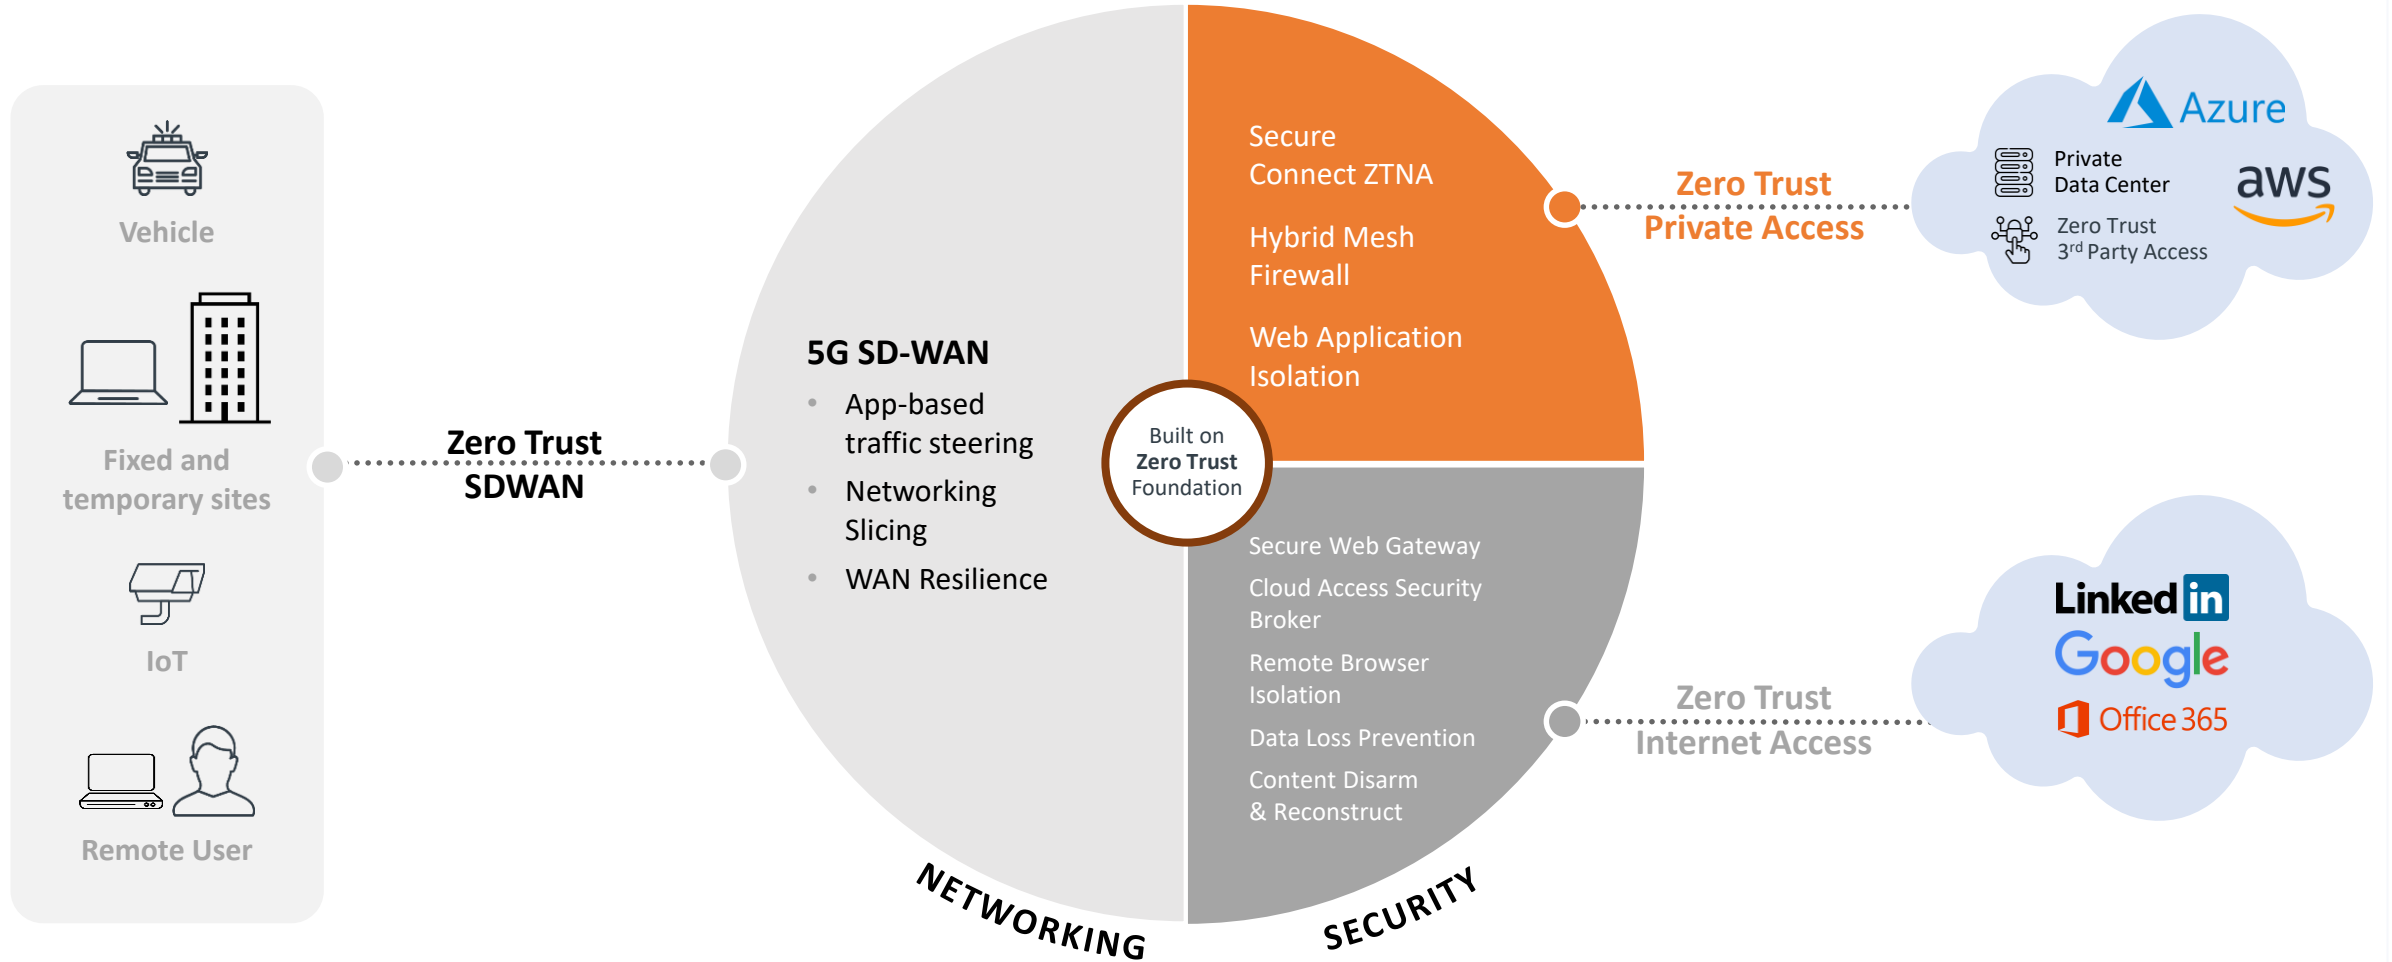 Vehicle
Fixed and
temporary sites
IoT
Remote User
Zero Trust
SDWAN
5G SD-WAN
• App-based
traffic steering
• Networking
Slicing
• WAN Resilience
NETWORKING
Built on
Zero Trust
Foundation
Secure
Connect ZTNA
Hybrid Mesh
Firewall
Web Application
Isolation
Secure Web Gateway
Cloud Access Security
Broker
Remote Browser
Isolation
Data Loss Prevention
Content Disarm
& Reconstruct
SECURITY
Zero Trust
Private Access
Azure
Private
Data Center
aws
Zero Trust
3rd Party Access
Zero Trust
Internet Access
Linked in
Google
Office 365